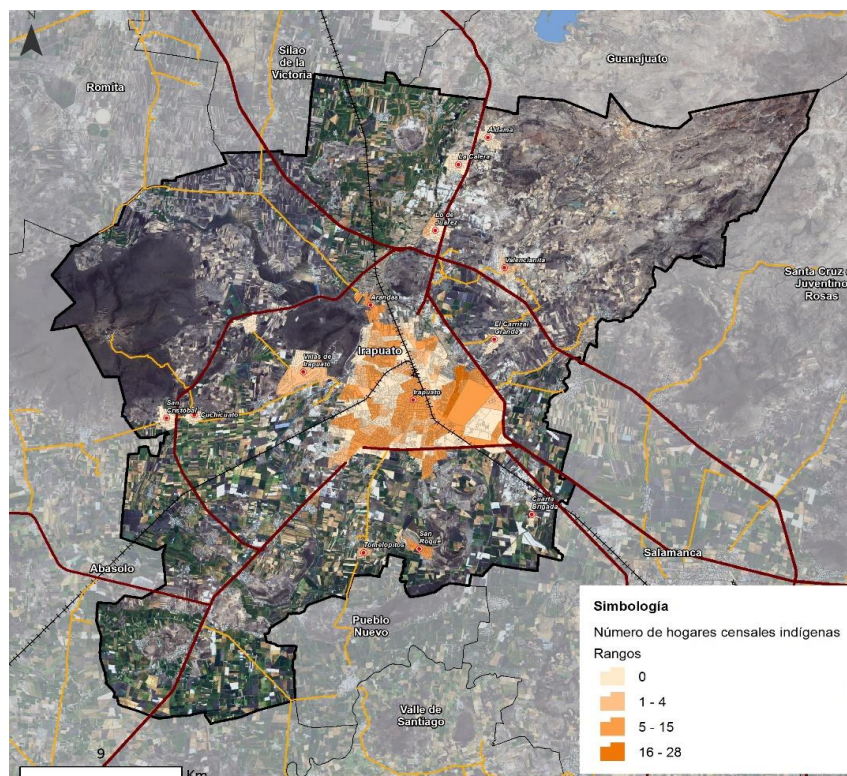 N
Silao
de la
Victoria
Guanajuato
Romita
Aldama
La Calera
Lo de
Juárez
Valencianita
Santa Cruz
Juventino
Rosas
Arandas
El Carrizal
Grande
Irapuato
Villas de
Irapuato
Irapuato
San
Cristóbal
Cuchicuato
Cuarta
Brigada
San
Roque
Tomelopitos
Salamanca
Abasolo
Pueblo
Nuevo
Valle de
Santiago
Simbología
Número de hogares censales indígenas
Rangos
0
1 - 4
5 - 15
16 - 28
9
Km